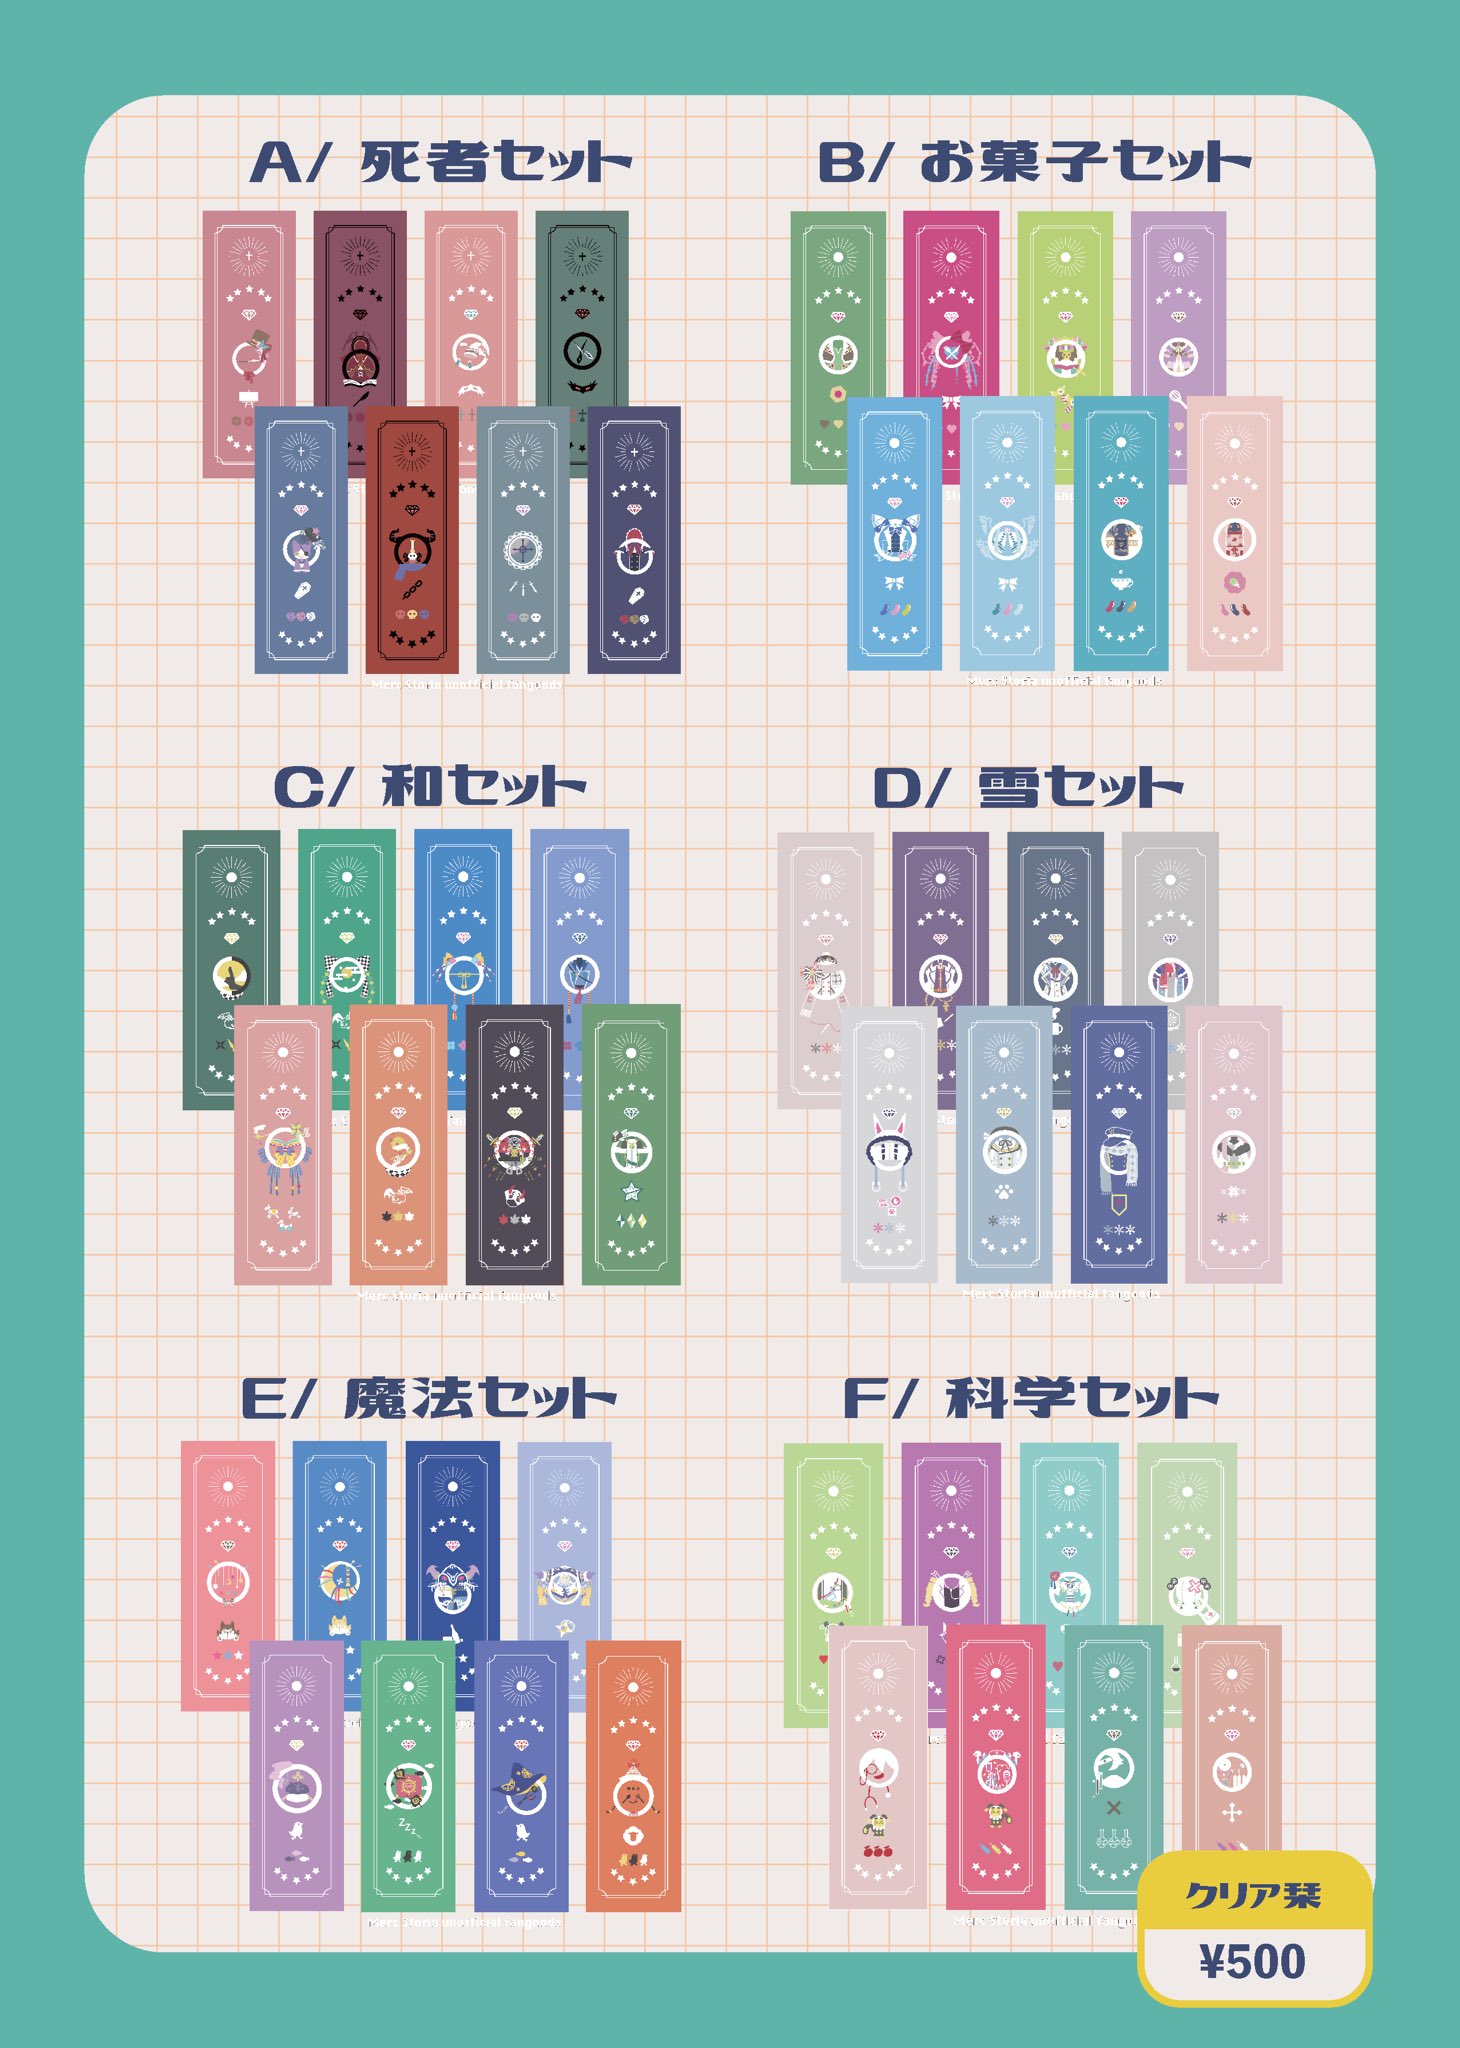 A/ 死者セット
B/ お菓子セット
Merc Storia unofficial fangoods
Merc Storia unofficial fangoods
C/ 和セット
D/ 雪セット
Merc Storia unofficial fangoods
Merc Storia unofficial fangoods
E/ 魔法セット
F/ 科学セット
zzz
Merc Storia unofficial fangoods
Merc Storia unofficial fango
クリア栞
¥500